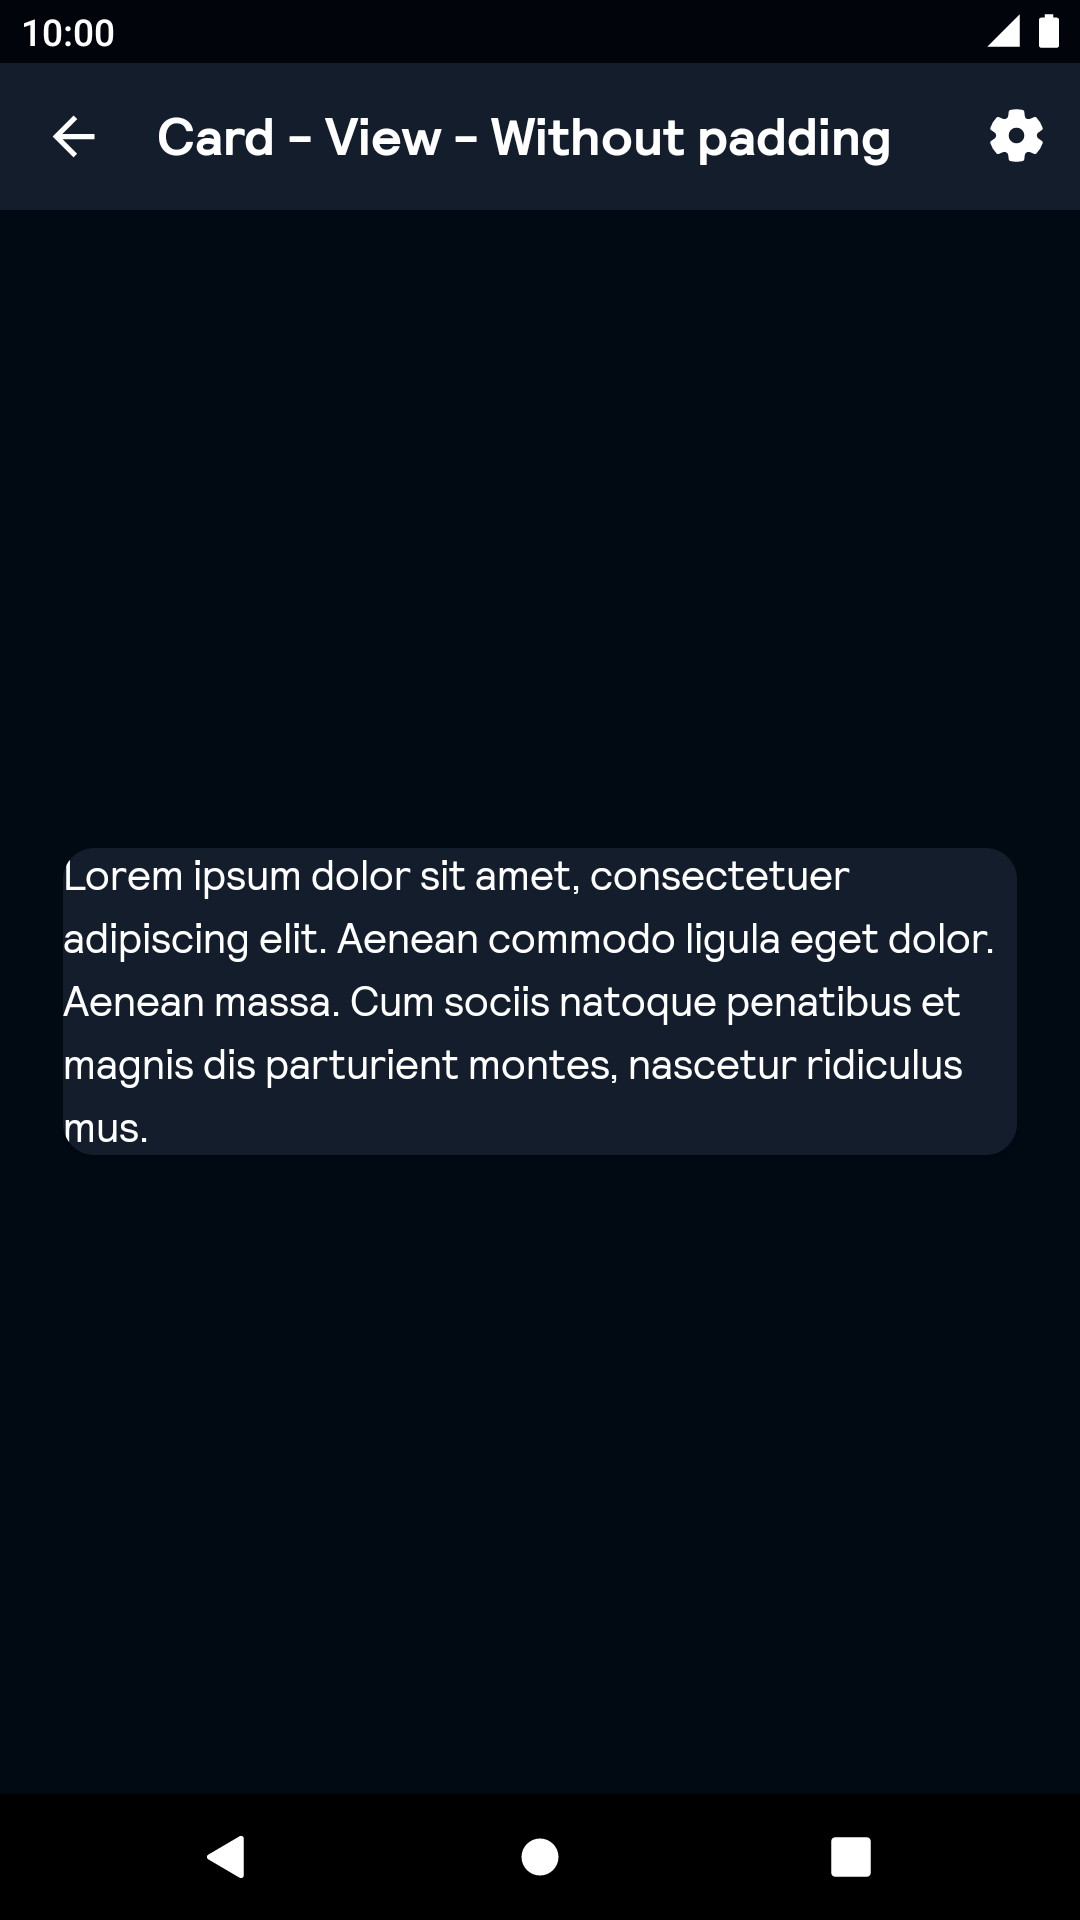 10:00
Card - View - Without padding
Lorem ipsum dolor sit amet, consectetuer
adipiscing elit. Aenean commodo ligula eget dolor.
Aenean massa. Cum sociis natoque penatibus et
magnis dis parturient montes, nascetur ridiculus
mus.